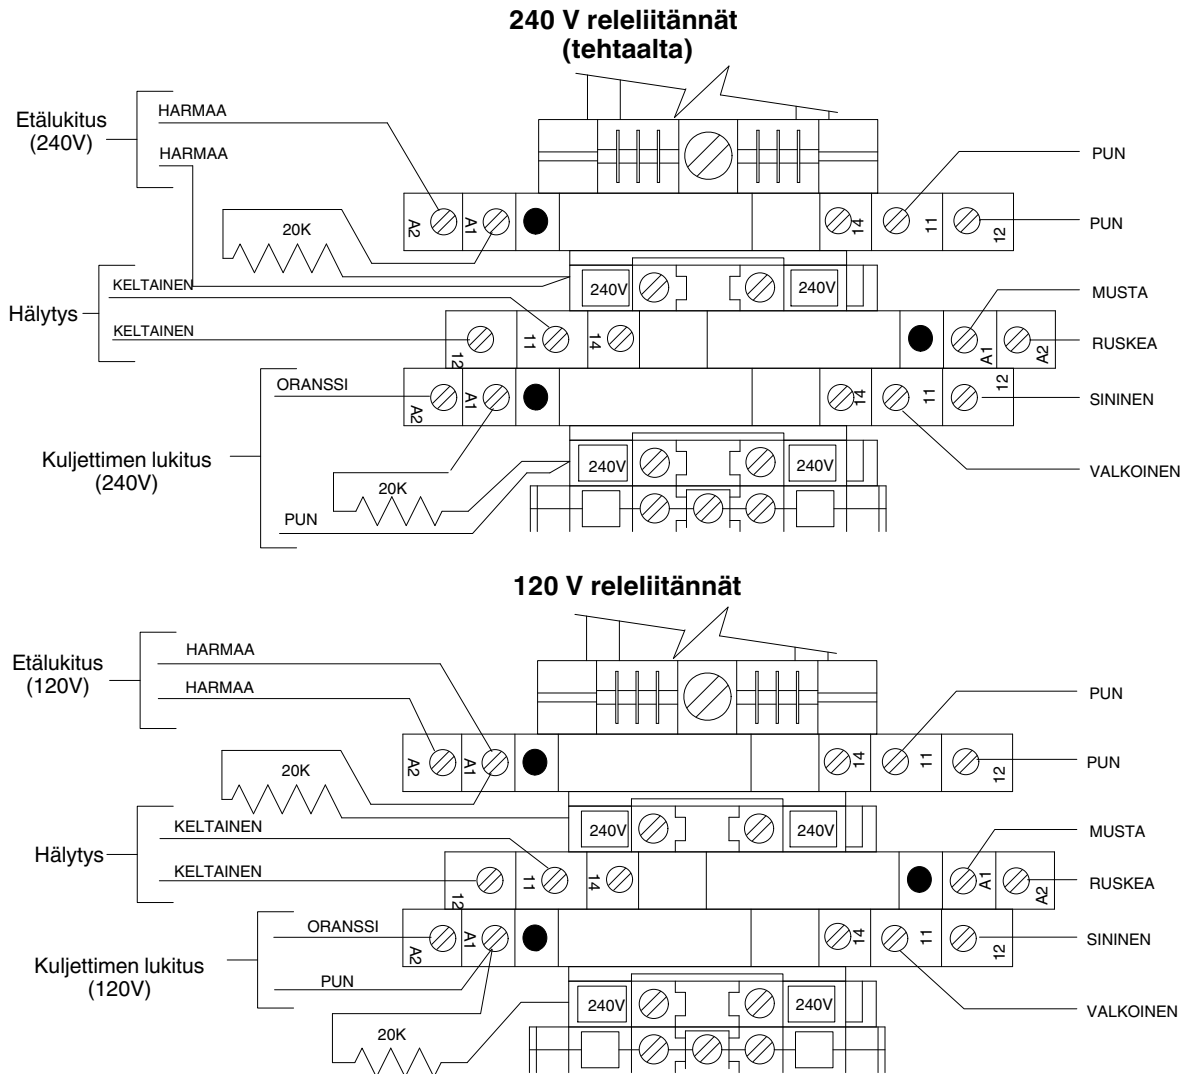 240 V releliitännät
(tehtaalta)
Etälukitus
(240V)
HARMAA
HARMAA
PUN
PUN
A2
A1
14
11
12
20K
240V
240V
Hälytys
KELTAINEN
KELTAINEN
MUSTA
RUSKEA
12
11
14
A1
A2
Kuljettimen lukitus
(240V)
ORANSSI
PUN
A2
A1
14
11
12
SININEN
VALKOINEN
20K
240V
240V
120 V releliitännät
Etälukitus
(120V)
HARMAA
HARMAA
PUN
PUN
A2
A1
14
11
12
20K
240V
240V
Hälytys
KELTAINEN
KELTAINEN
MUSTA
RUSKEA
12
11
14
A1
A2
Kuljettimen lukitus
(120V)
ORANSSI
PUN
A2
A1
14
11
12
SININEN
VALKOINEN
20K
240V
240V